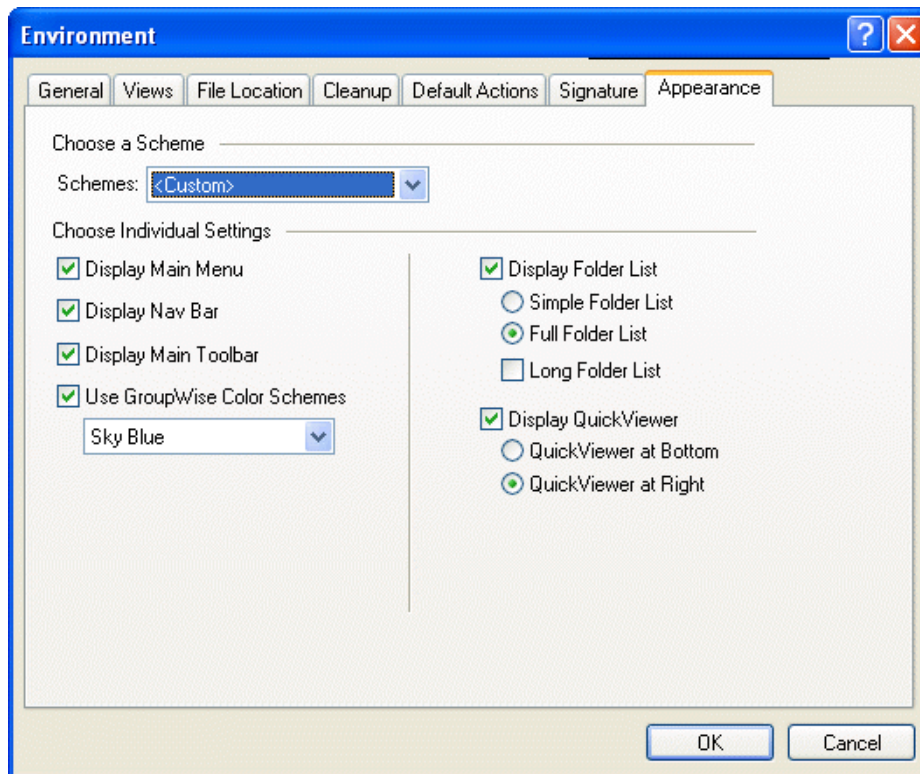 Environment
General Views File Location Cleanup Default Actions Signature Appearance
Choose a Scheme
Schemes: <Custom>
Choose Individual Settings
Display Main Menu
Display Nav Bar
Display Main Toolbar
Use GroupWise Color Schemes
Sky Blue
Display Folder List
Simple Folder List
Full Folder List
Long Folder List
Display QuickViewer
QuickViewer at Bottom
QuickViewer at Right
OK Cancel